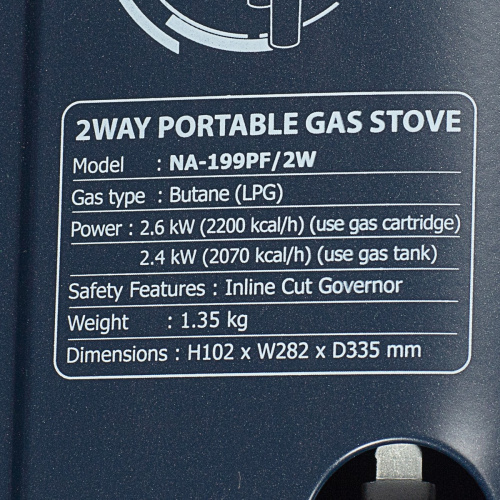 2WAY PORTABLE GAS STOVE
Model : NA-199PF/2W
Gas type : Butane (LPG)
Power : 2.6 kW (2200 kcal/h) (use gas cartridge)
2.4 kW (2070 kcal/h) (use gas tank)
Safety Features : Inline Cut Governor
Weight : 1.35 kg
Dimensions : H102 x W282 x D335 mm